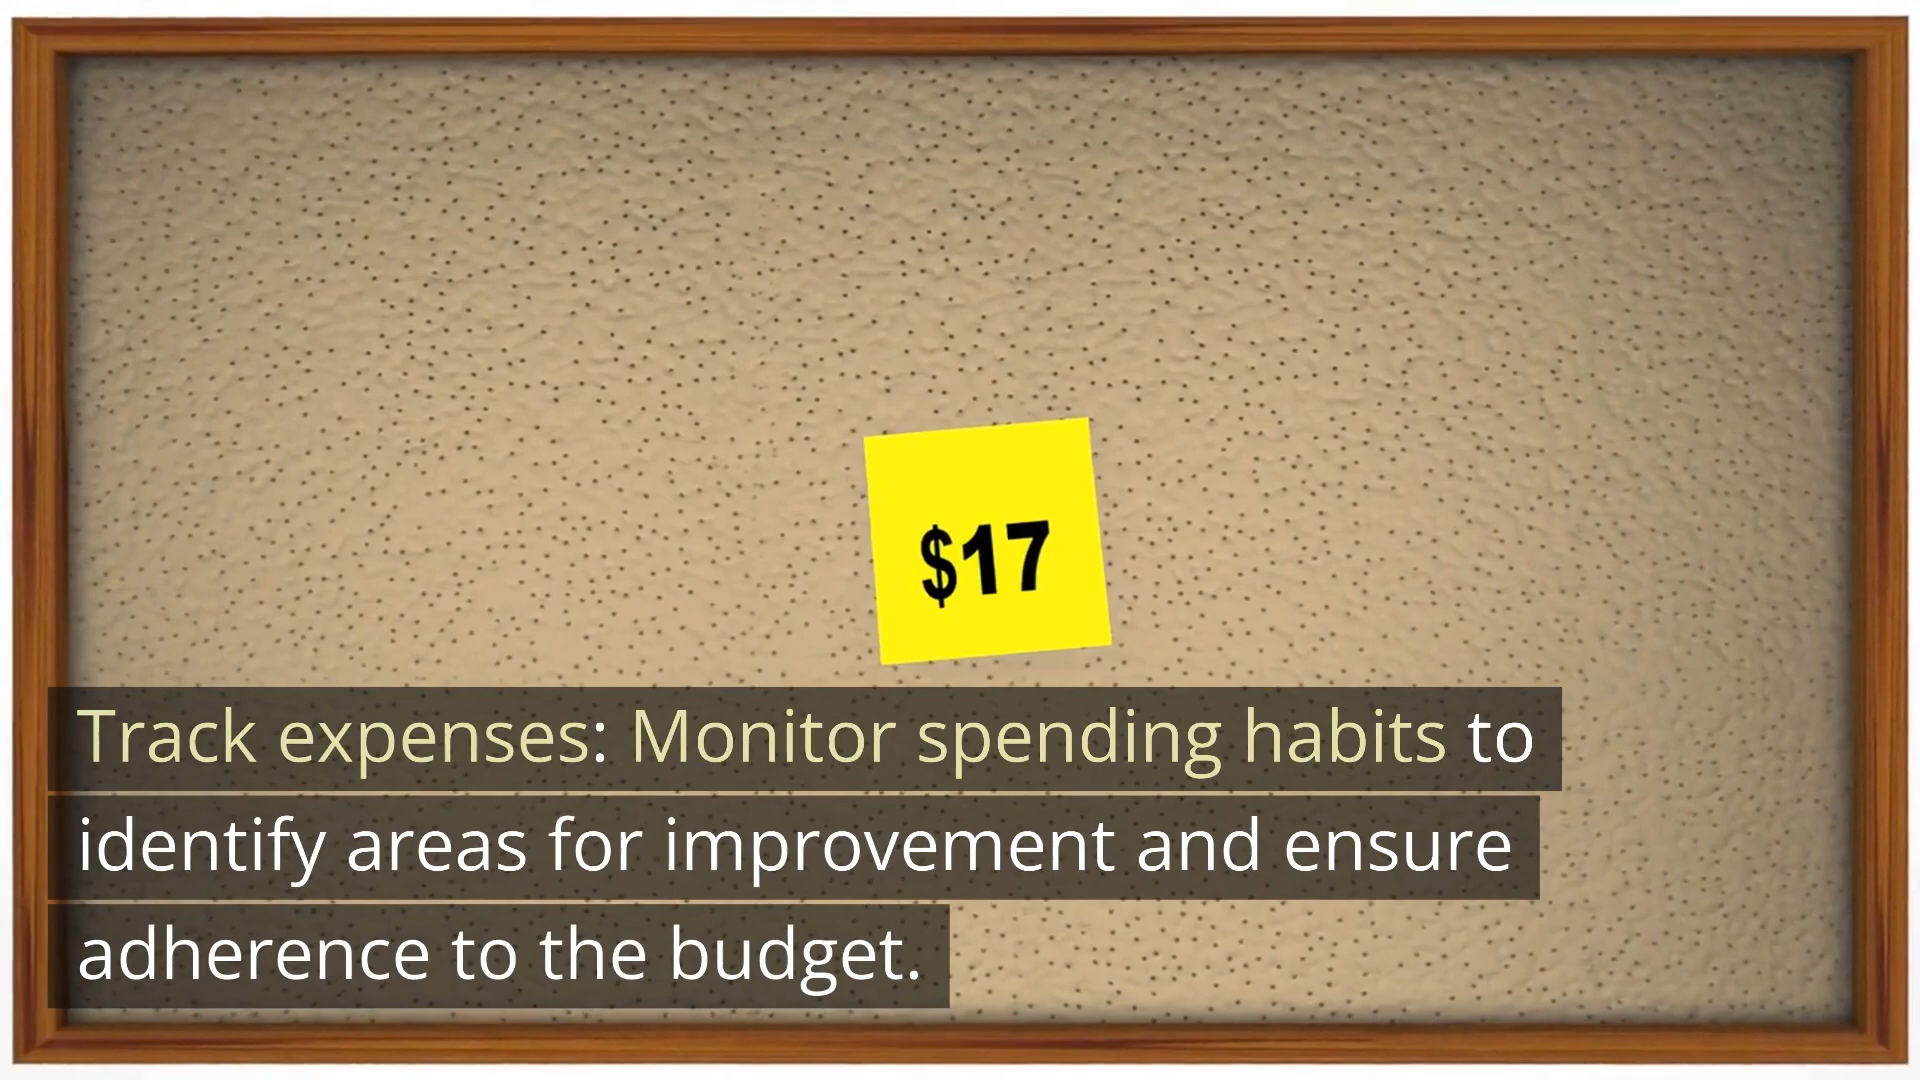 $17
Track expenses: Monitor spending habits to
identify areas for improvement and ensure
adherence to the budget.